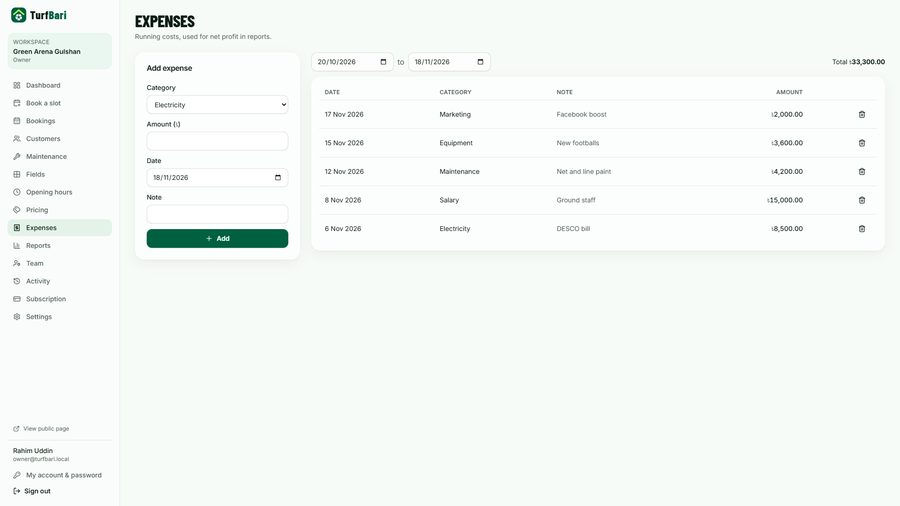 TurfBari
WORKSPACE
Green Arena Gulshan
Owner
Dashboard
Book a slot
Bookings
Customers
Maintenance
Fields
Opening hours
Pricing
Expenses
Reports
Team
Activity
Subscription
Settings
View public page
Rahim Uddin
owner@turfbari.local
My account & password
Sign out
EXPENSES
Running costs, used for net profit in reports.
Add expense
Category
Electricity
Amount (৳)
Date
18/11/2026
Note
+ Add
20/10/2026 to 18/11/2026
Total ৳33,300.00
DATE CATEGORY NOTE AMOUNT
17 Nov 2026 Marketing Facebook boost ৳2,000.00
15 Nov 2026 Equipment New footballs ৳3,600.00
12 Nov 2026 Maintenance Net and line paint ৳4,200.00
8 Nov 2026 Salary Ground staff ৳15,000.00
6 Nov 2026 Electricity DESCO bill ৳8,500.00